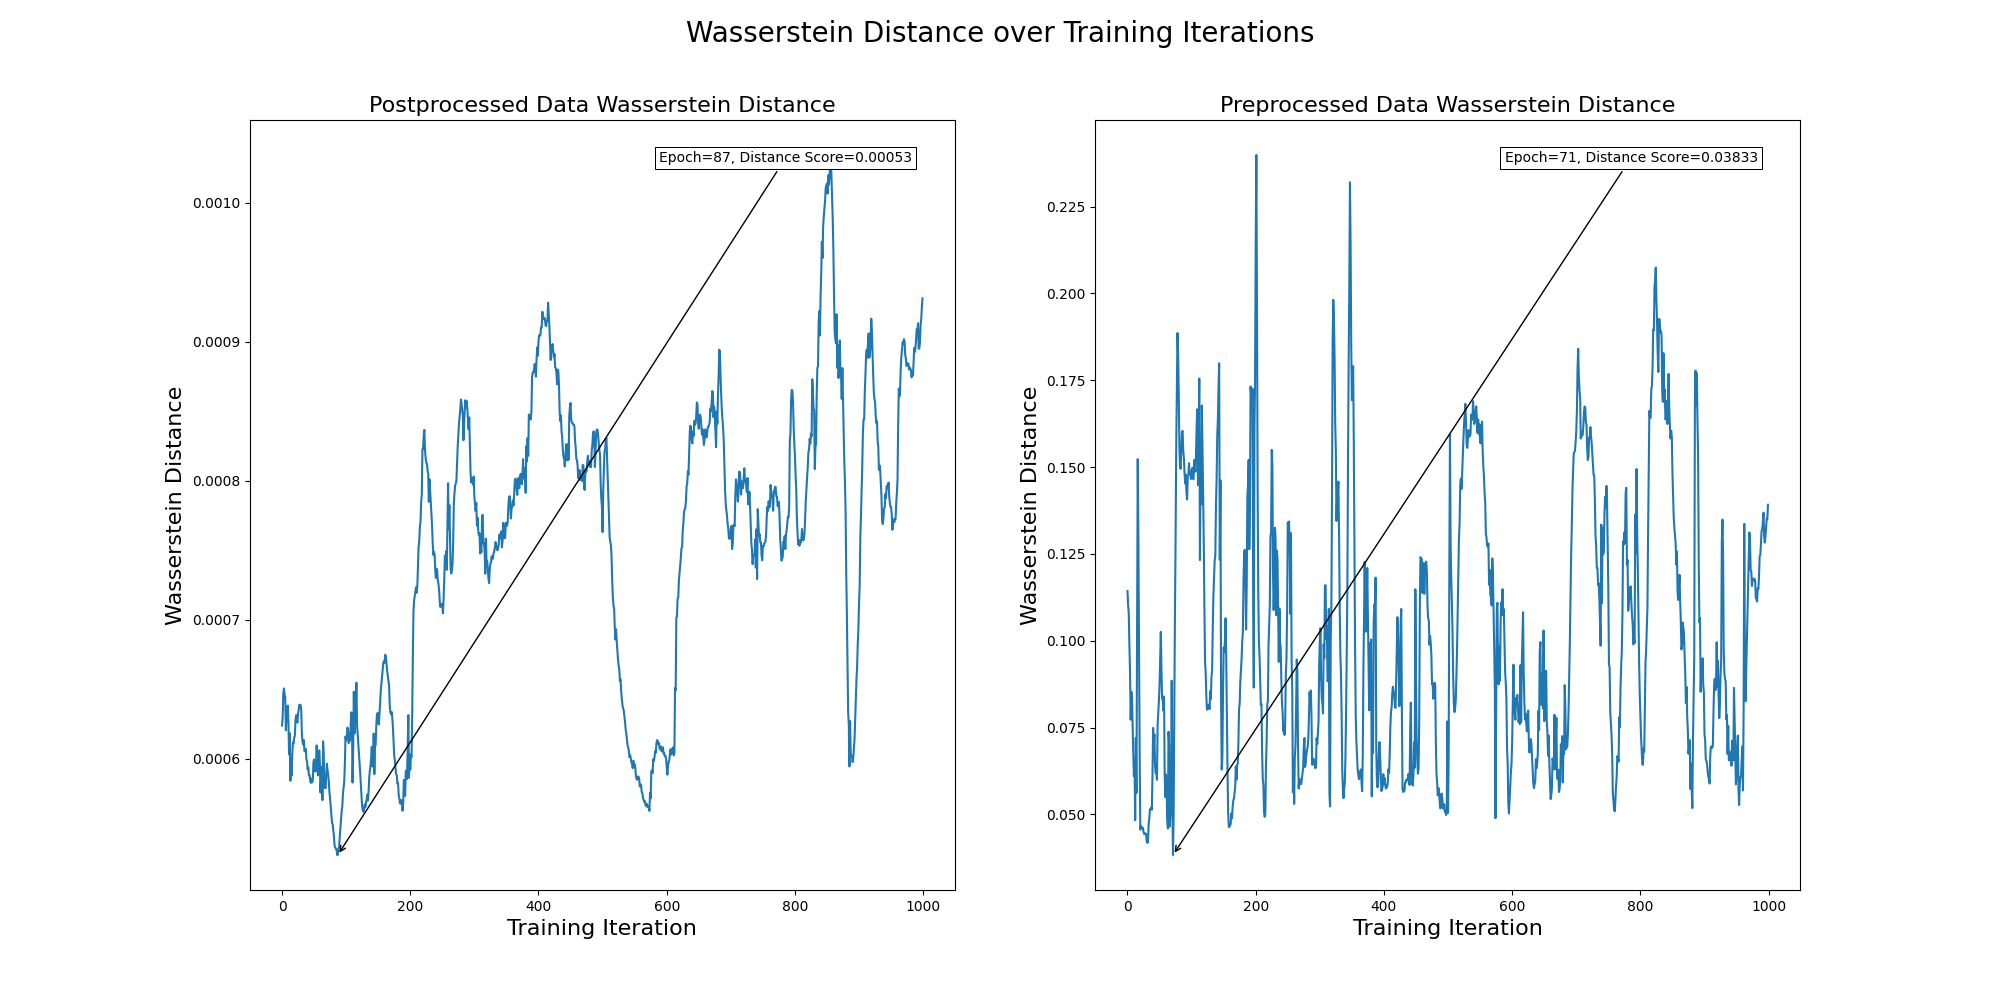 Wasserstein Distance over Training Iterations
Postprocessed Data Wasserstein Distance
Epoch=87, Distance Score=0.00053
Wasserstein Distance
0.0010
0.0009
0.0008
0.0007
0.0006
0 200 400 600 800 1000
Training Iteration
Preprocessed Data Wasserstein Distance
Epoch=71, Distance Score=0.03833
Wasserstein Distance
0.225
0.200
0.175
0.150
0.125
0.100
0.075
0.050
0 200 400 600 800 1000
Training Iteration